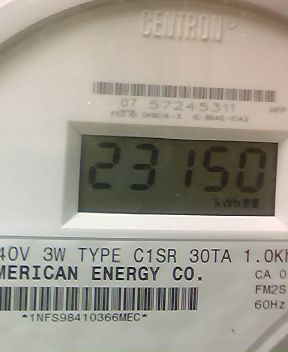 CENTRON®
07 57245311
23150
kWh
40V 3W TYPE C1SR 30TA 1.0K
MERICAN ENERGY CO.
CA 0
FM2S
60Hz
*1NFS98410366MEC*